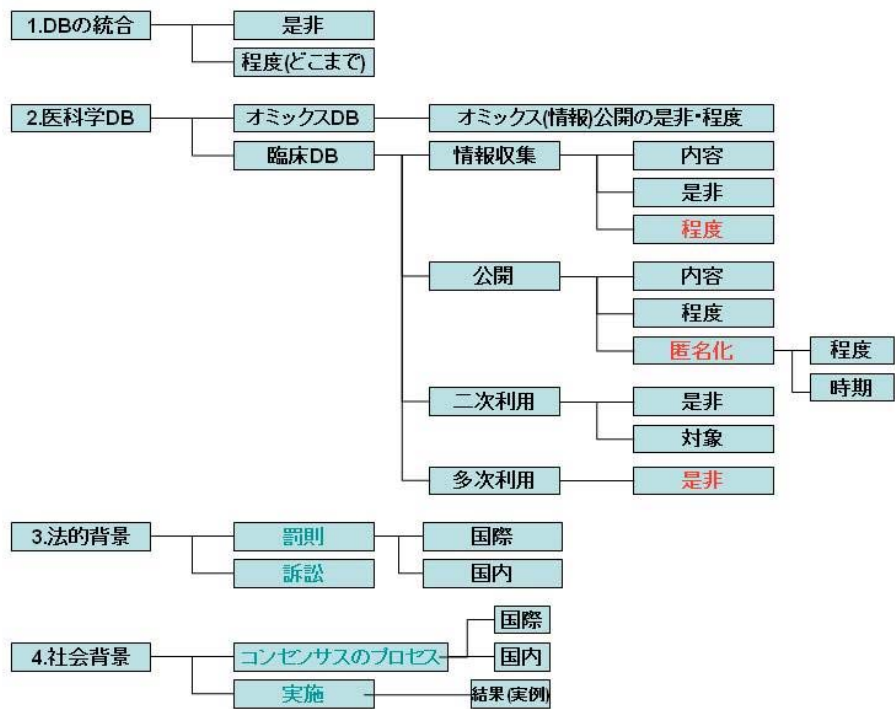 1.DBの統合
是非
程度(どこまで)
2.医科学DB
オミックスDB
オミックス(情報)公開の是非・程度
臨床DB
情報収集
内容
是非
程度
公開
内容
程度
匿名化
程度
時期
二次利用
是非
対象
多次利用
是非
3.法的背景
罰則
国際
訴訟
国内
4.社会背景
コンセンサスのプロセス
国際
国内
実施
結果(実例)